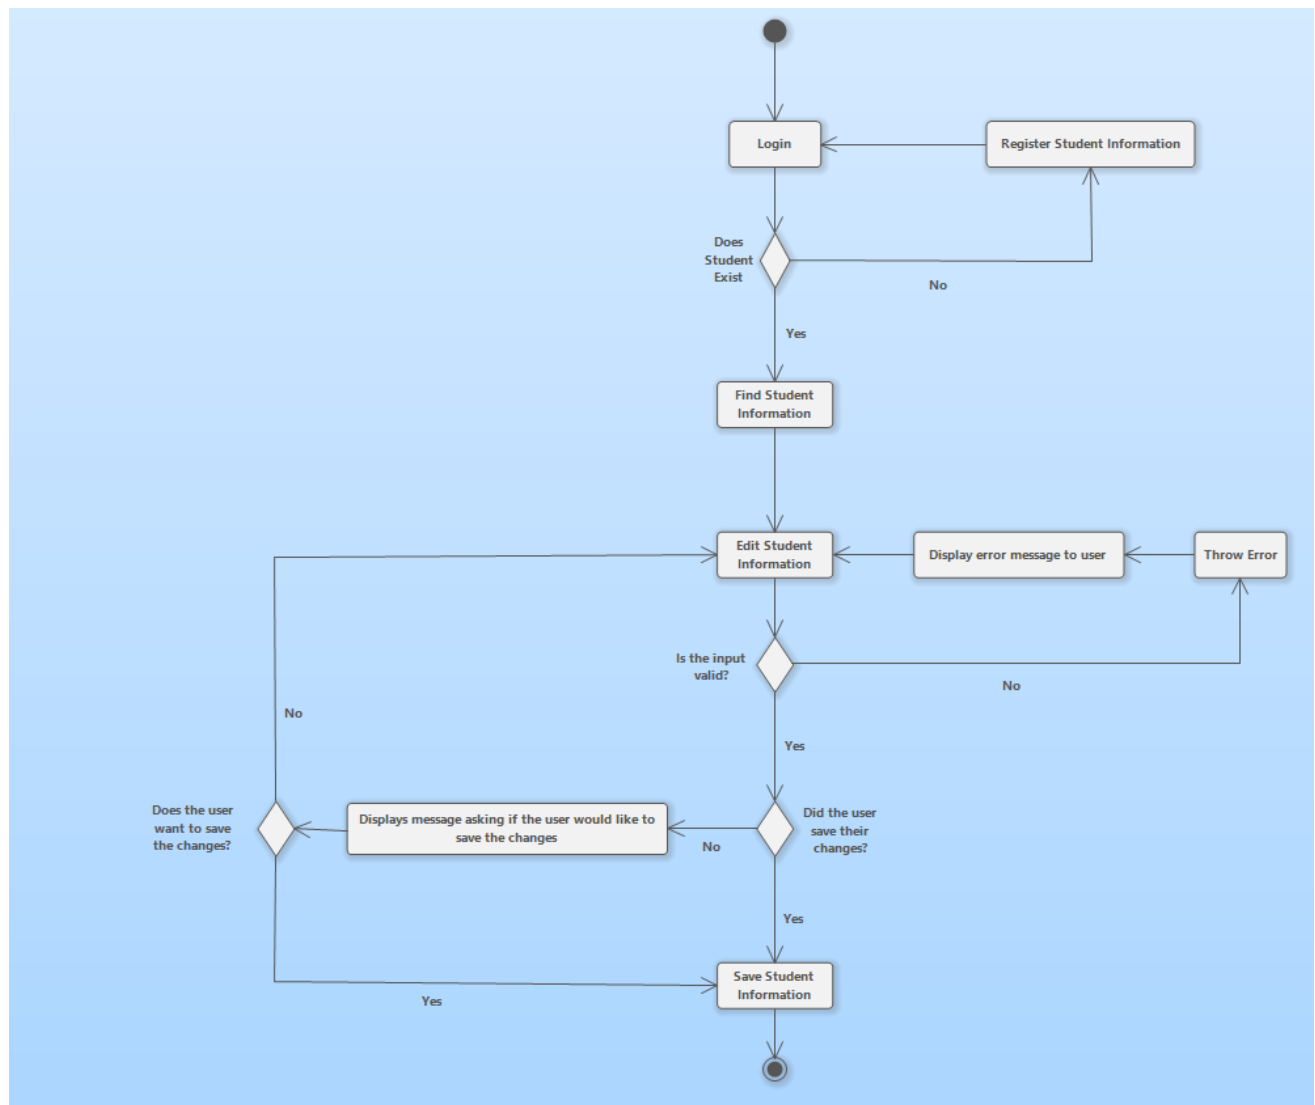 Login
Register Student Information
Does
Student
Exist
No
Yes
Find Student
Information
Edit Student
Information
Display error message to user
Throw Error
Is the input
valid?
No
No
Yes
Does the user
want to save
the changes?
Displays message asking if the user would like to
save the changes
No
Did the user
save their
changes?
Yes
Save Student
Information
Yes